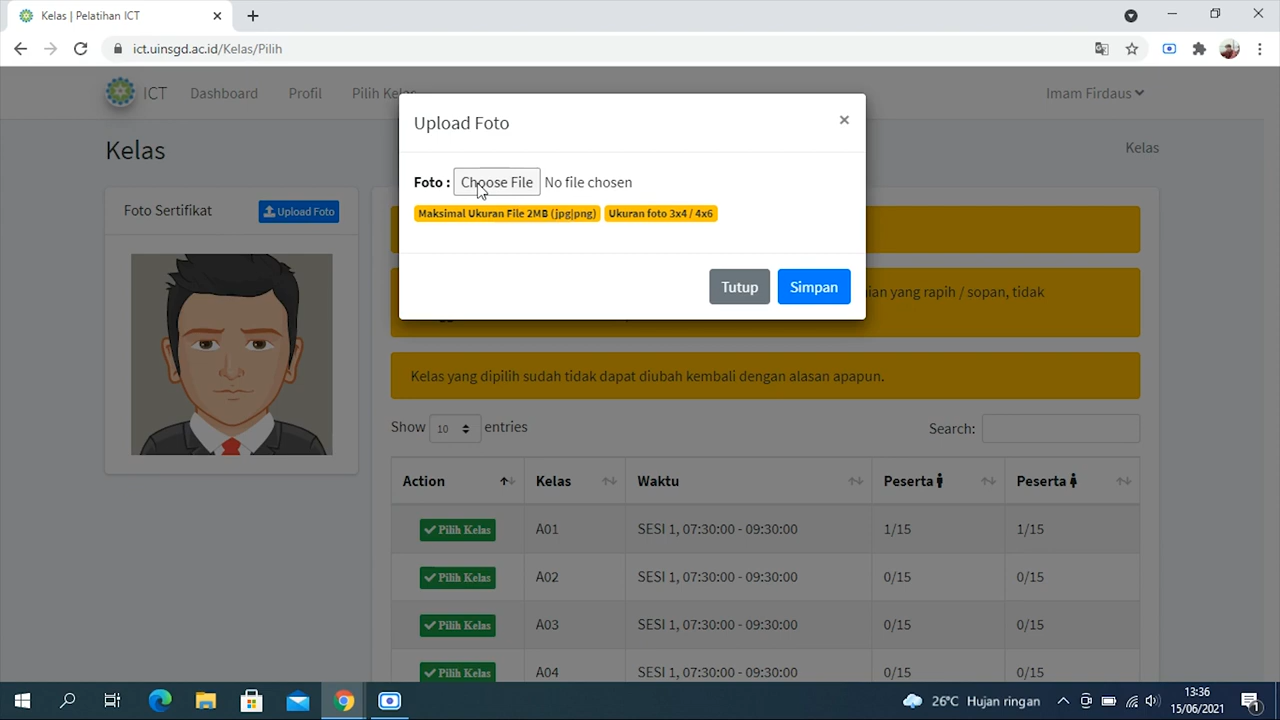 Kelas | Pelatihan ICT
ict.uinsgd.ac.id/Kelas/Pilih
ICT Dashboard Profil Pilih Kelas Imam Firdaus
Upload Foto ×
Kelas Kelas
Foto : Choose File No file chosen
Maksimal Ukuran File 2MB (jpg|png) Ukuran foto 3x4 / 4x6
Foto Sertifikat Upload Foto
Tutup Simpan
yang rapih / sopan, tidak
Kelas yang dipilih sudah tidak dapat diubah kembali dengan alasan apapun.
Show 10 entries Search:
Action Kelas Waktu Peserta Peserta
Pilih Kelas A01 SESI 1, 07:30:00 - 09:30:00 1/15 1/15
Pilih Kelas A02 SESI 1, 07:30:00 - 09:30:00 0/15 0/15
Pilih Kelas A03 SESI 1, 07:30:00 - 09:30:00 0/15 0/15
Pilih Kelas A04 SESI 1, 07:30:00 - 09:30:00 0/15 0/15
26°C Hujan ringan 13:36
15/06/2021 1